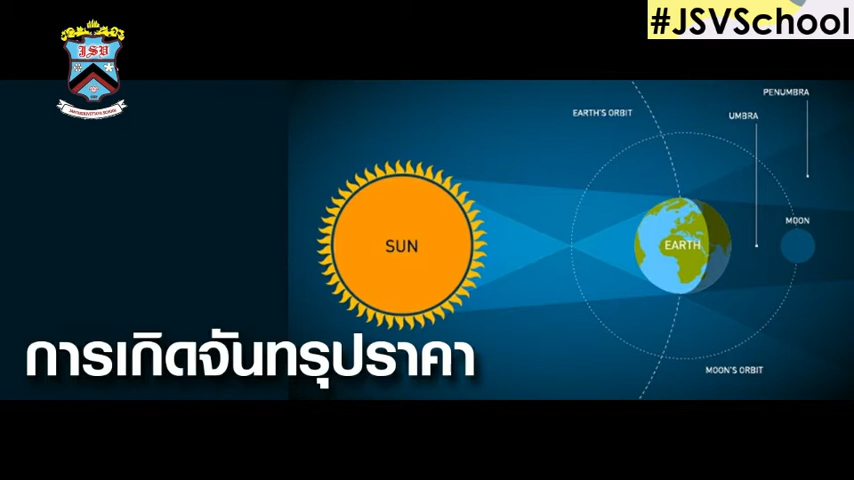 #JSVSchool
JSV
PENUMBRA
EARTH'S ORBIT
UMBRA
MOON
SUN
EARTH
การเกิดจันทรุปราคา
MOON'S ORBIT